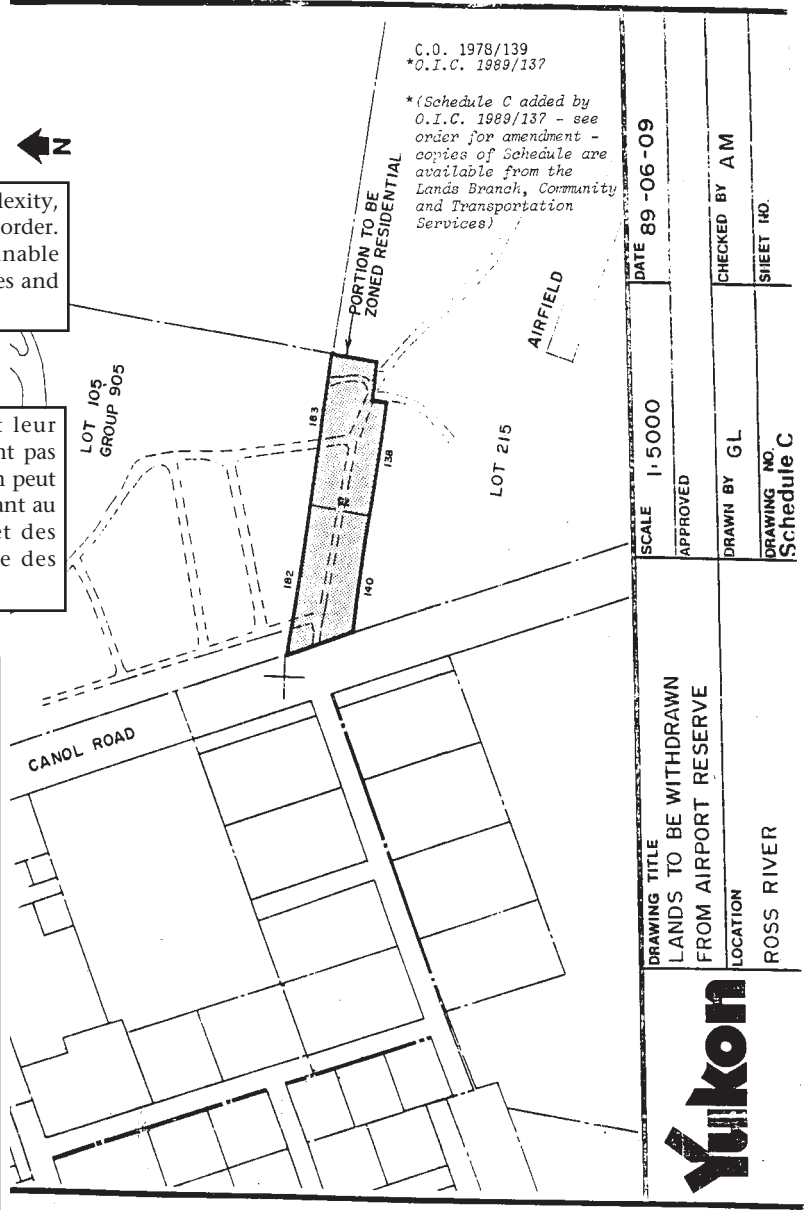 C.O. 1978/139
*O.I.C. 1989/137
*(Schedule C added by
O.I.C. 1989/137 - see
order for amendment -
copies of Schedule are
available from the
Lands Branch, Community
and Transportation
Services)
N
lexity,
order.
inable
es and
t leur
nt pas
n peut
ant au
et des
e des
PORTION TO BE
ZONED RESIDENTIAL
AIRFIELD
LOT 105,
GROUP 905
LOT 215
183
138
182
140
R
CANOL ROAD
DRAWING TITLE
LANDS TO BE WITHDRAWN
FROM AIRPORT RESERVE
LOCATION
ROSS RIVER
SCALE 1:5000
DATE 89-06-09
APPROVED
DRAWN BY GL
CHECKED BY AM
DRAWING NO.
Schedule C
SHEET NO.
Yukon